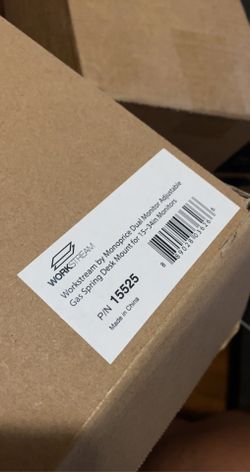 WORKSTREAM
Workstream by Monoprice Dual Monitor Adjustable
Gas Spring Desk Mount for 15~34in Monitors
P/N 15525
Made in China